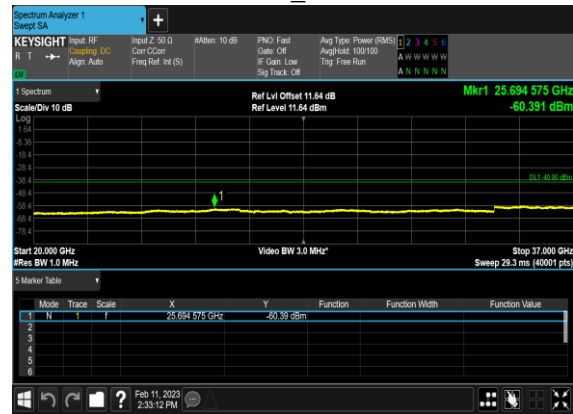 Spectrum Analyzer 1
Swept SA
+
KEYSIGHT Input: RF Input Z: 50 Ω #Atten: 10 dB PNO: Fast Avg Type: Power (RMS) 1 2 3 4 5 6
R T Coupling: DC Corr CCorr Gate: Off Avg|Hold: 100/100 A W W W W W
Align: Auto Freq Ref: Int (S) IF Gain: Low Trig: Free Run
LXI Sig Track: Off A N N N N N
1 Spectrum Ref Lvl Offset 11.64 dB Mkr1 25.694 575 GHz
Scale/Div 10 dB Ref Level 11.64 dBm -60.391 dBm
Log
1.64
-8.36
-18.4
-28.4
-38.4 DL1 -40.00 dBm
-48.4 1
-58.4
-68.4
-78.4
Start 20.000 GHz Video BW 3.0 MHz* Stop 37.000 GHz
#Res BW 1.0 MHz Sweep 29.3 ms (40001 pts)
5 Marker Table
Mode Trace Scale X Y Function Function Width Function Value
1 N 1 f 25.694 575 GHz -60.39 dBm
2
3
4
5
6
? Feb 11, 2023
2:33:12 PM